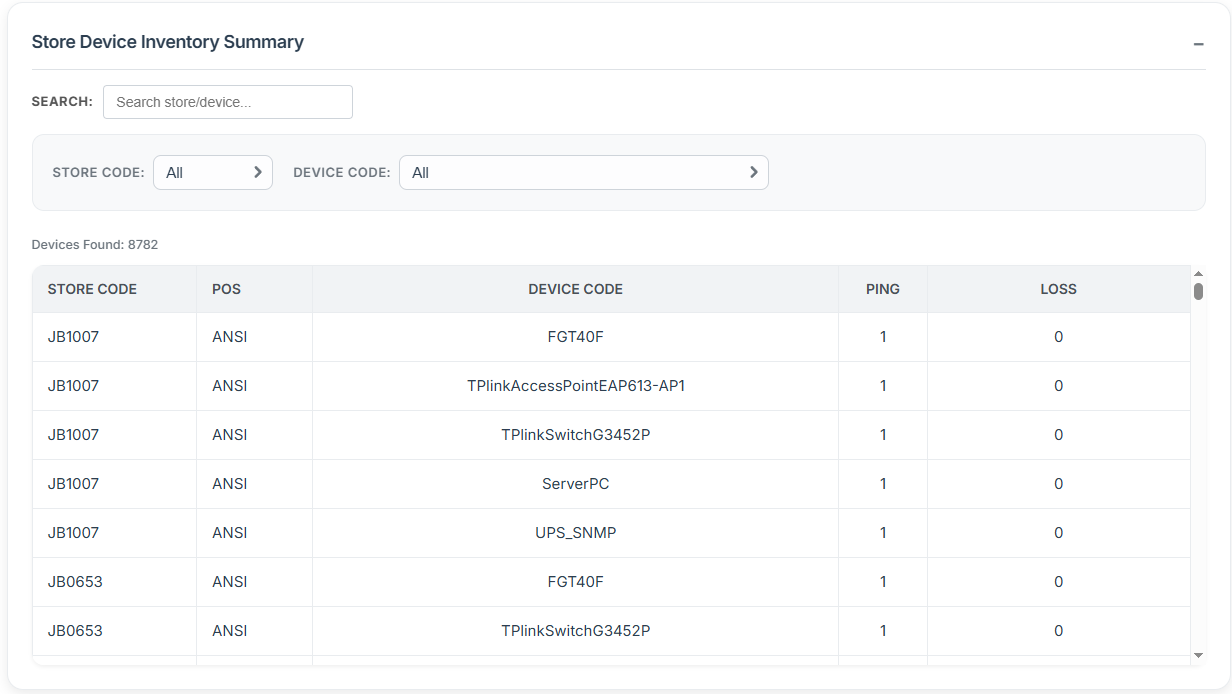 Store Device Inventory Summary
SEARCH: Search store/device...
STORE CODE: All DEVICE CODE: All
Devices Found: 8782
STORE CODE POS DEVICE CODE PING LOSS
JB1007 ANSI FGT40F 1 0
JB1007 ANSI TPlinkAccessPointEAP613-AP1 1 0
JB1007 ANSI TPlinkSwitchG3452P 1 0
JB1007 ANSI ServerPC 1 0
JB1007 ANSI UPS_SNMP 1 0
JB0653 ANSI FGT40F 1 0
JB0653 ANSI TPlinkSwitchG3452P 1 0